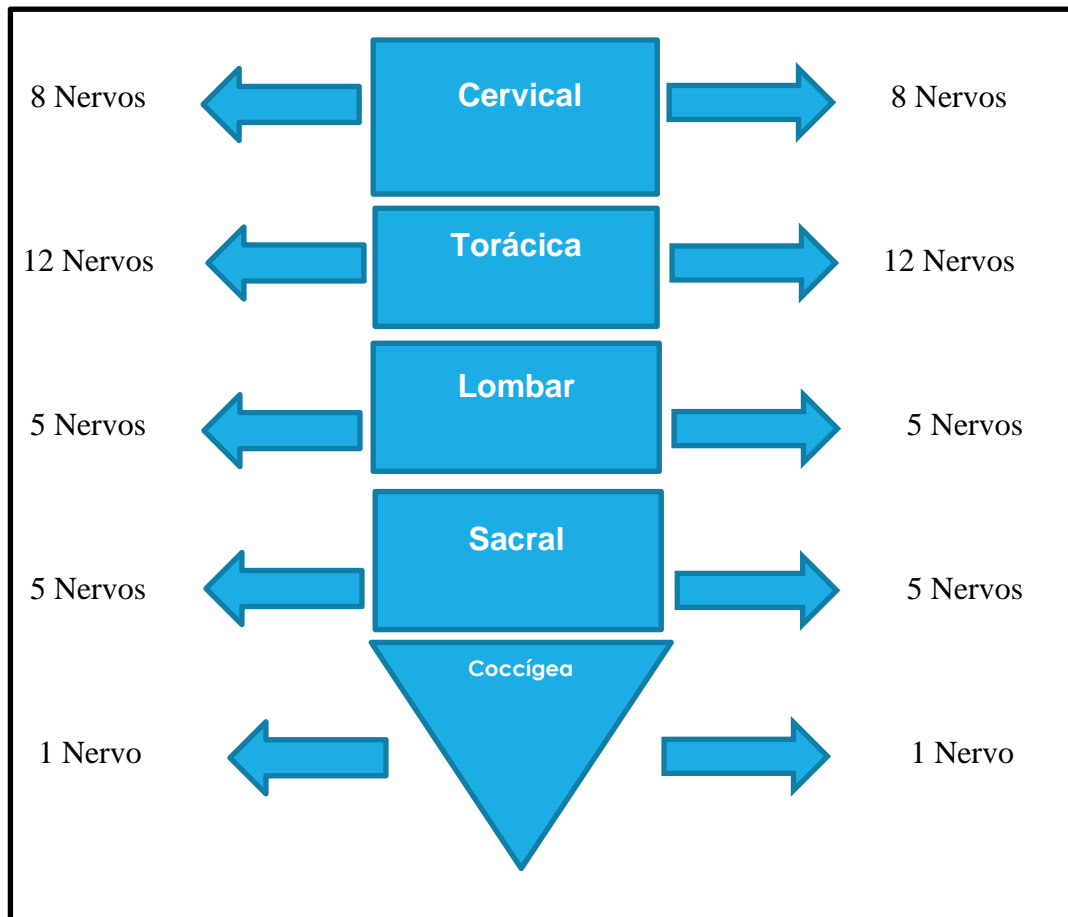 Cervical
8 Nervos
8 Nervos
Torácica
12 Nervos
12 Nervos
Lombar
5 Nervos
5 Nervos
Sacral
5 Nervos
5 Nervos
Coccígea
1 Nervo
1 Nervo